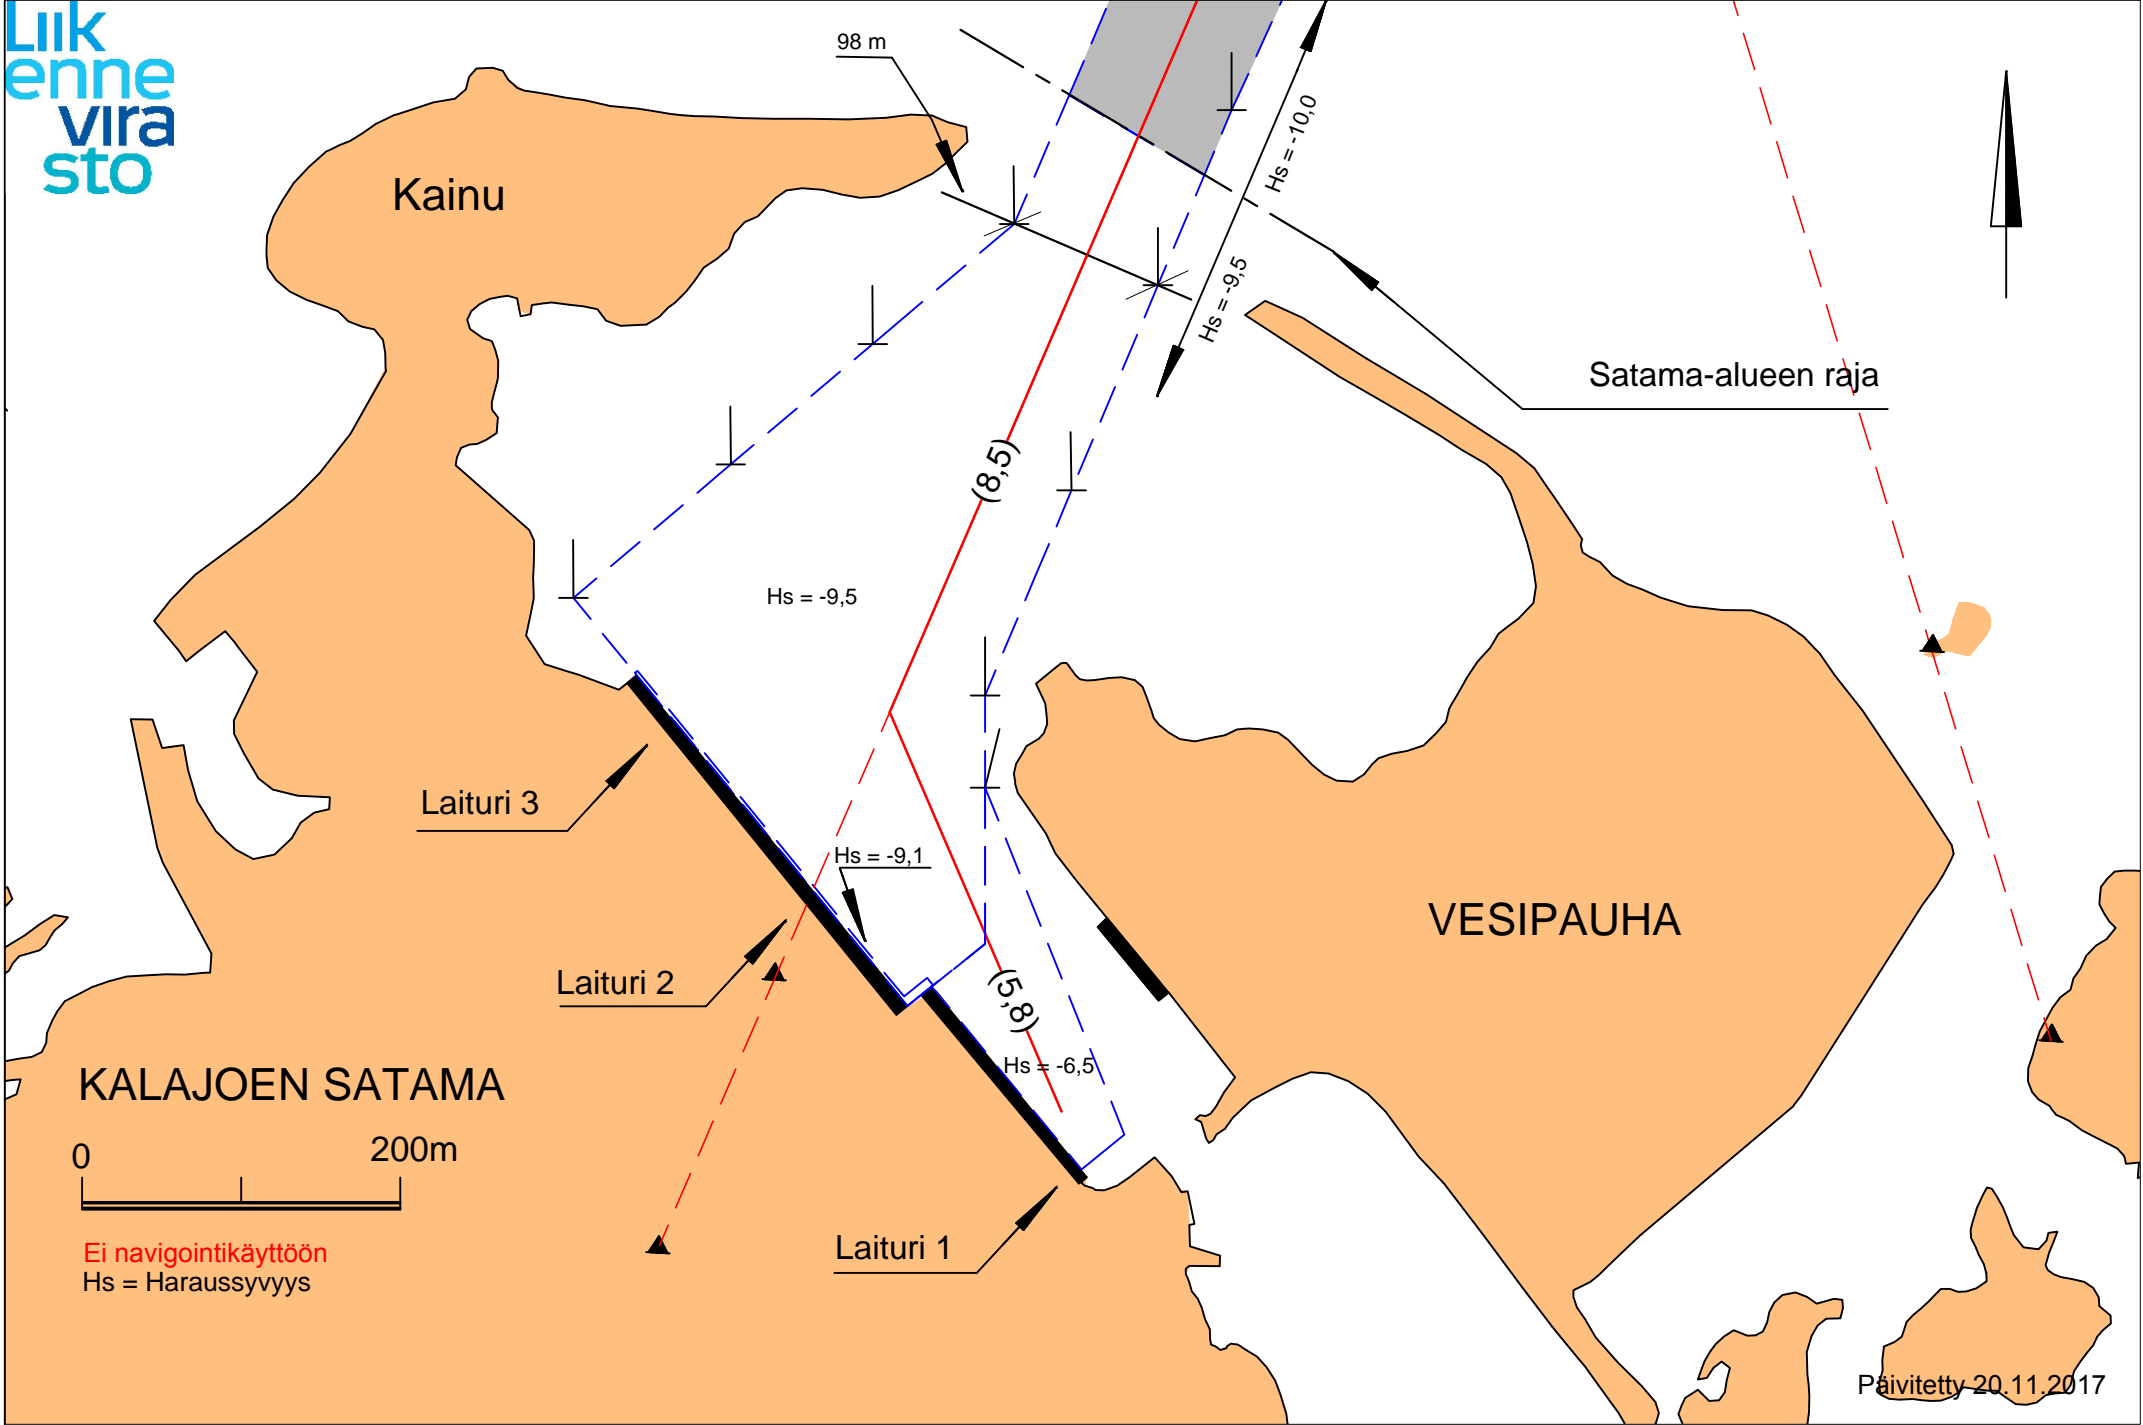 Liik
enne
vira
sto
98 m
Kainu
Hs = -10,0
Hs = -9,5
Satama-alueen raja
(8,5)
Hs = -9,5
Laituri 3
Hs = -9,1
VESIPAUHA
Laituri 2
(5,8)
Hs = -6,5
KALAJOEN SATAMA
0 200m
Laituri 1
Ei navigointikäyttöön
Hs = Haraussyvyys
Päivitetty 20.11.2017